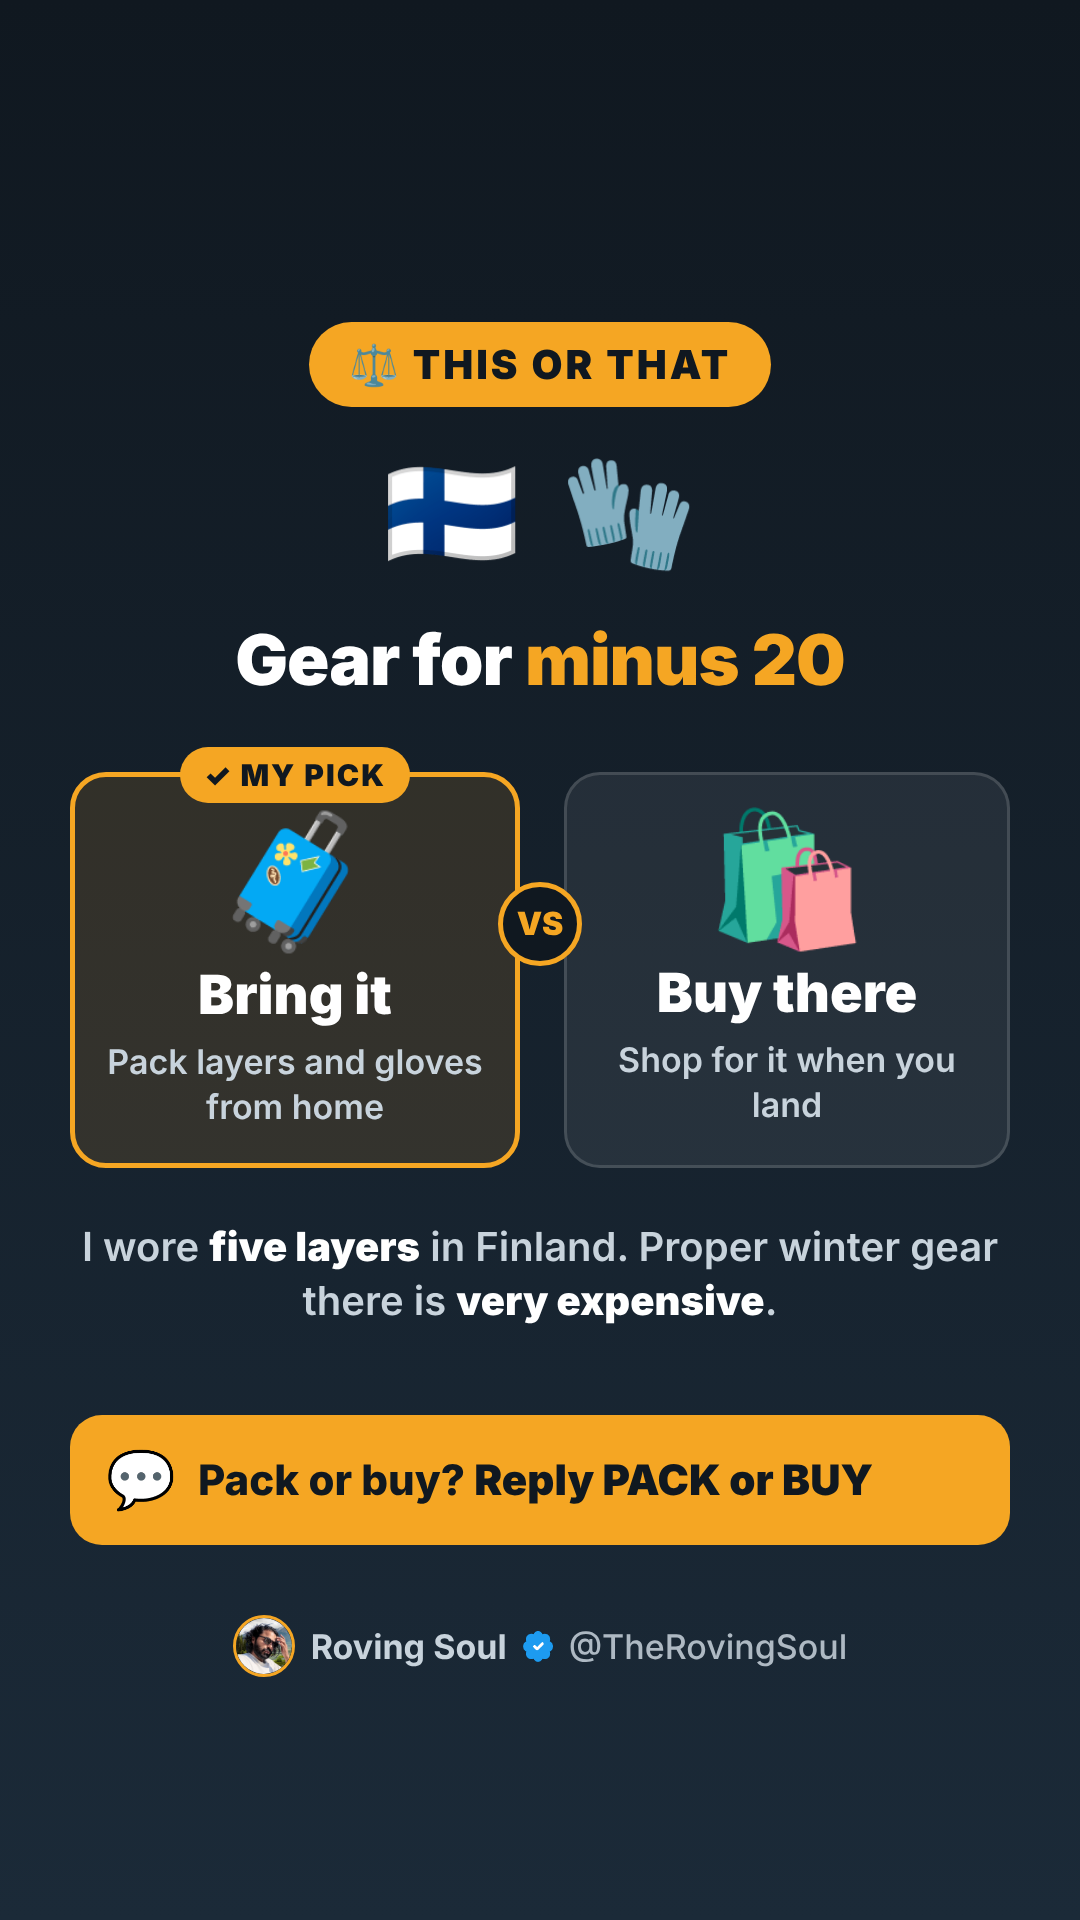 THIS OR THAT
Gear for minus 20
MY PICK
Bring it
Pack layers and gloves
from home
VS
Buy there
Shop for it when you
land
I wore five layers in Finland. Proper winter gear
there is very expensive.
Pack or buy? Reply PACK or BUY
Roving Soul @TheRovingSoul